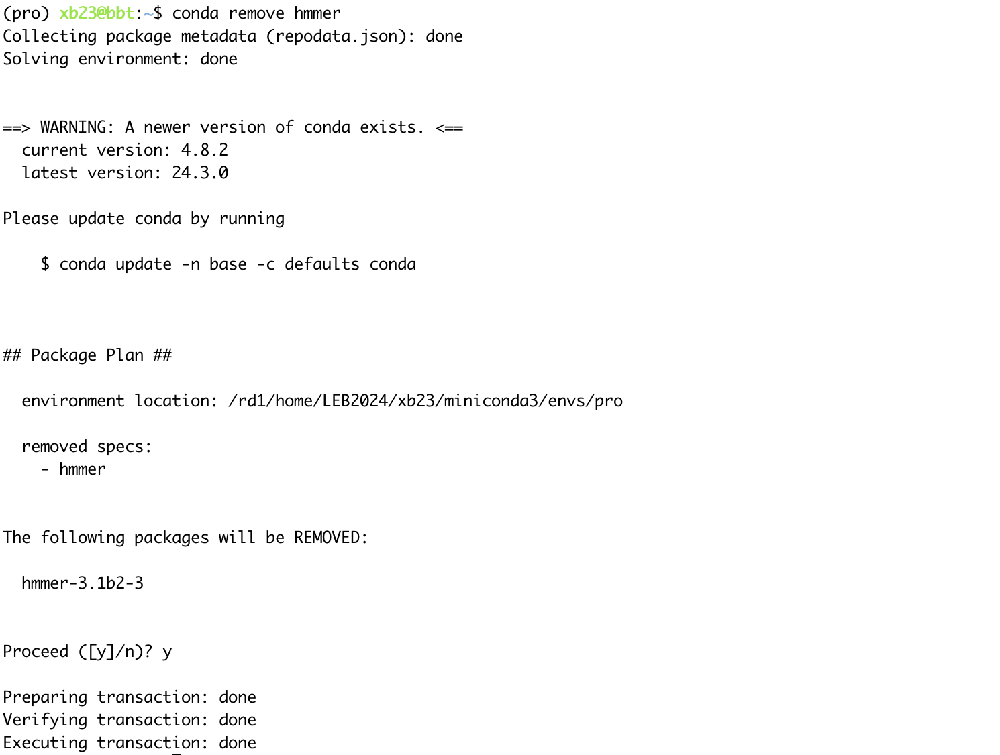 (pro) xb23@bbt:~$ conda remove hmmer
Collecting package metadata (repodata.json): done
Solving environment: done
==> WARNING: A newer version of conda exists. <==
  current version: 4.8.2
  latest version: 24.3.0
Please update conda by running
    $ conda update -n base -c defaults conda
## Package Plan ##
  environment location: /rd1/home/LEB2024/xb23/miniconda3/envs/pro
  removed specs:
    - hmmer
The following packages will be REMOVED:
  hmmer-3.1b2-3
Proceed ([y]/n)? y
Preparing transaction: done
Verifying transaction: done
Executing transaction: done